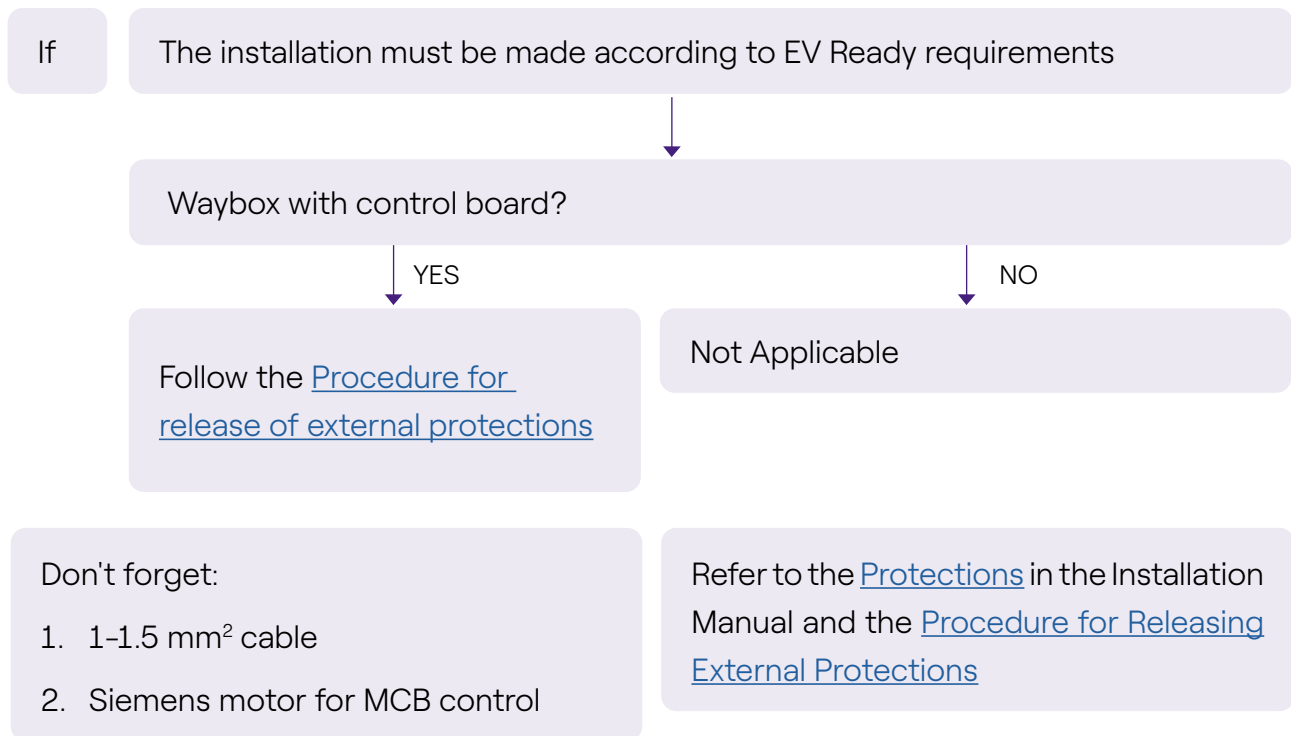 If
The installation must be made according to EV Ready requirements
Waybox with control board?
YES
NO
Follow the Procedure for
release of external protections
Not Applicable
Don't forget:
1. 1-1.5 mm² cable
2. Siemens motor for MCB control
Refer to the Protections in the Installation
Manual and the Procedure for Releasing
External Protections